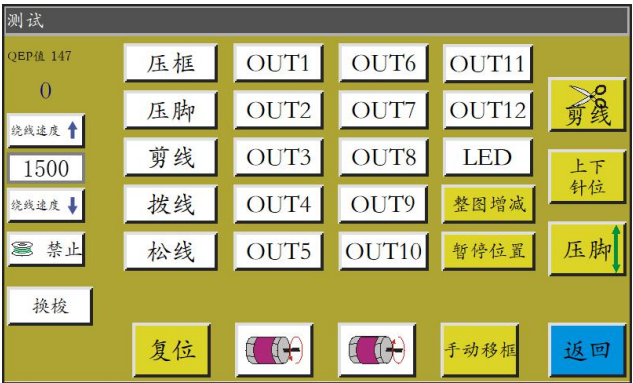 测试
QEP值 147
0
绕线速度
1500
绕线速度
禁止
换梭
压框 OUT1 OUT6 OUT11
压脚 OUT2 OUT7 OUT12
剪线 OUT3 OUT8 LED
拨线 OUT4 OUT9 整图增减
松线 OUT5 OUT10 暂停位置
剪线
上下
针位
压脚
复位 手动移框 返回